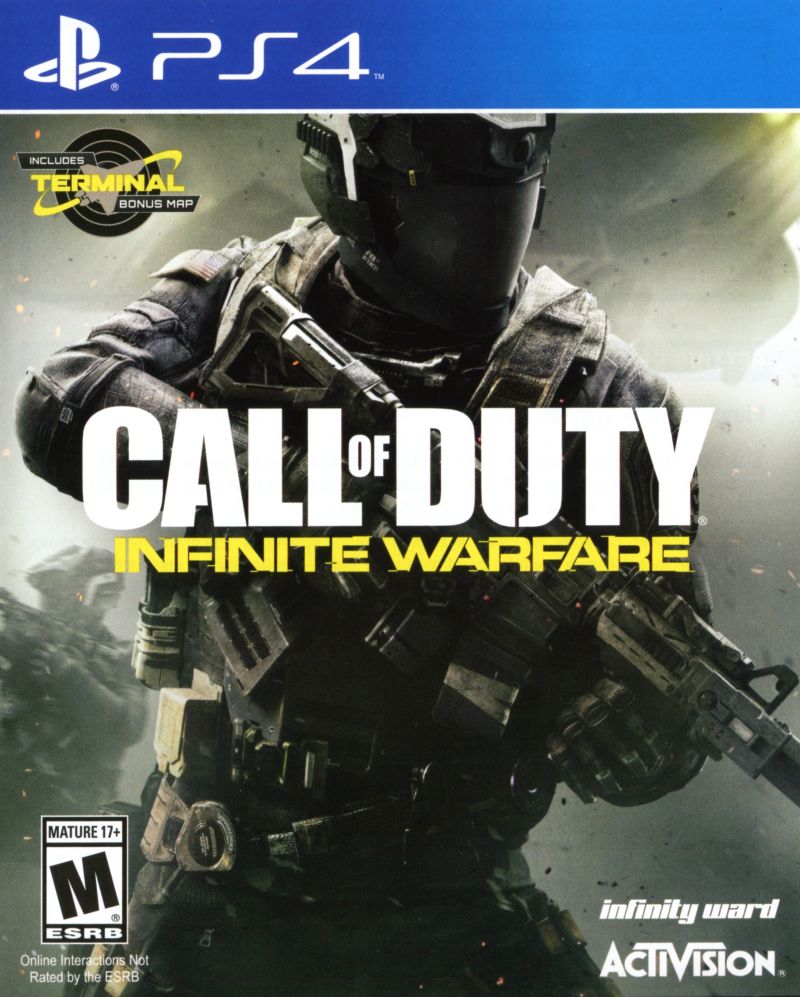 PS4™
INCLUDES
TERMINAL
BONUS MAP
CALL OF DUTY®
INFINITE WARFARE
MATURE 17+
M®
ESRB
Online Interactions Not
Rated by the ESRB
infinity ward
ACTIVISION®